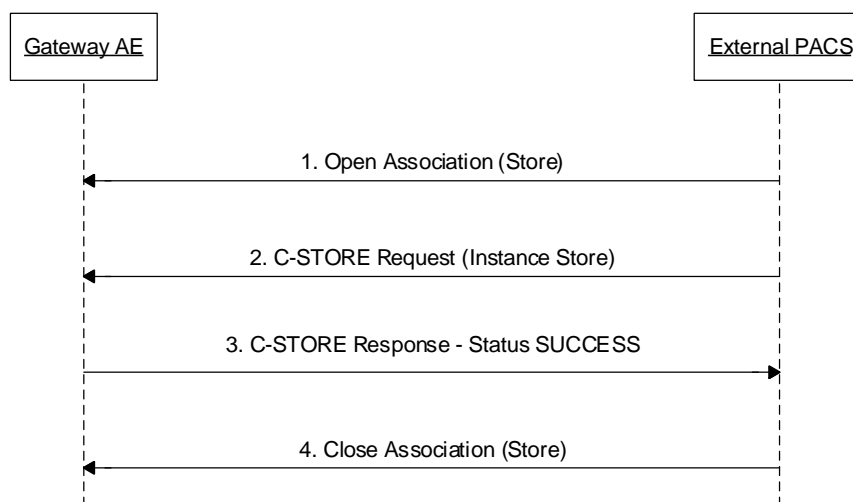 Gateway AE
External PACS
1. Open Association (Store)
2. C-STORE Request (Instance Store)
3. C-STORE Response - Status SUCCESS
4. Close Association (Store)